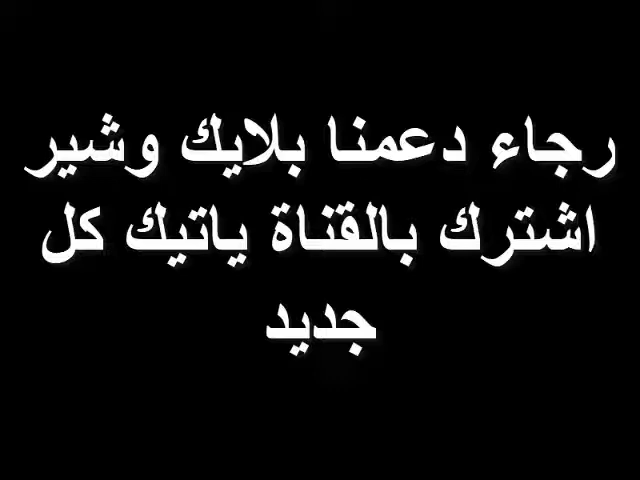 رجاء دعمنا بلايك وشير
اشترك بالقناة ياتيك كل
جديد